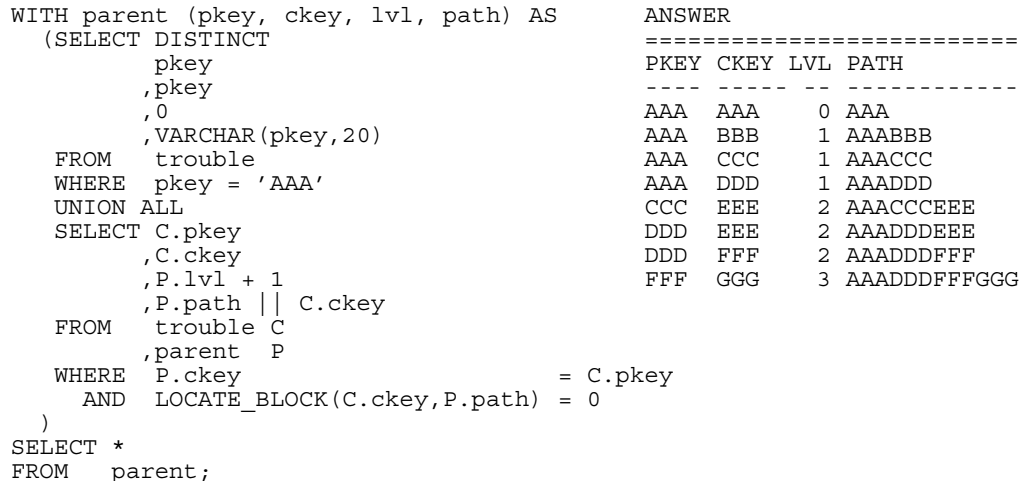 WITH parent (pkey, ckey, lvl, path) AS
(SELECT DISTINCT
pkey
,pkey
,0
,VARCHAR(pkey,20)
FROM trouble
WHERE pkey = 'AAA'
UNION ALL
SELECT C.pkey
,C.ckey
,P.lvl + 1
,P.path || C.ckey
FROM trouble C
,parent P
WHERE P.ckey = C.pkey
AND LOCATE_BLOCK(C.ckey,P.path) = 0
)
SELECT *
FROM parent;
ANSWER
==========================
PKEY CKEY LVL PATH
---- ----- -- ------------
AAA AAA 0 AAA
AAA BBB 1 AAABBB
AAA CCC 1 AAACCC
AAA DDD 1 AAADDD
CCC EEE 2 AAACCCEEE
DDD EEE 2 AAADDDEEE
DDD FFF 2 AAADDDFFF
FFF GGG 3 AAADDDFFFGGG